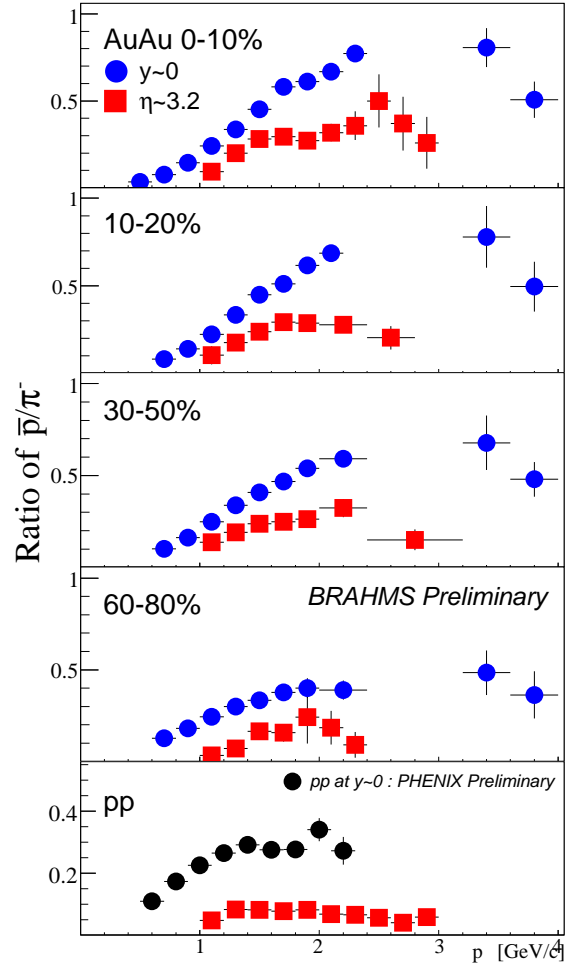 1
AuAu 0-10%
y~0
η~3.2
0.5
1
10-20%
0.5
1
30-50%
0.5
Ratio of p̅/π⁻
1
60-80%
BRAHMS Preliminary
0.5
pp at y~0 : PHENIX Preliminary
pp
0.4
0.2
1 2 3 4
p [GeV/c]